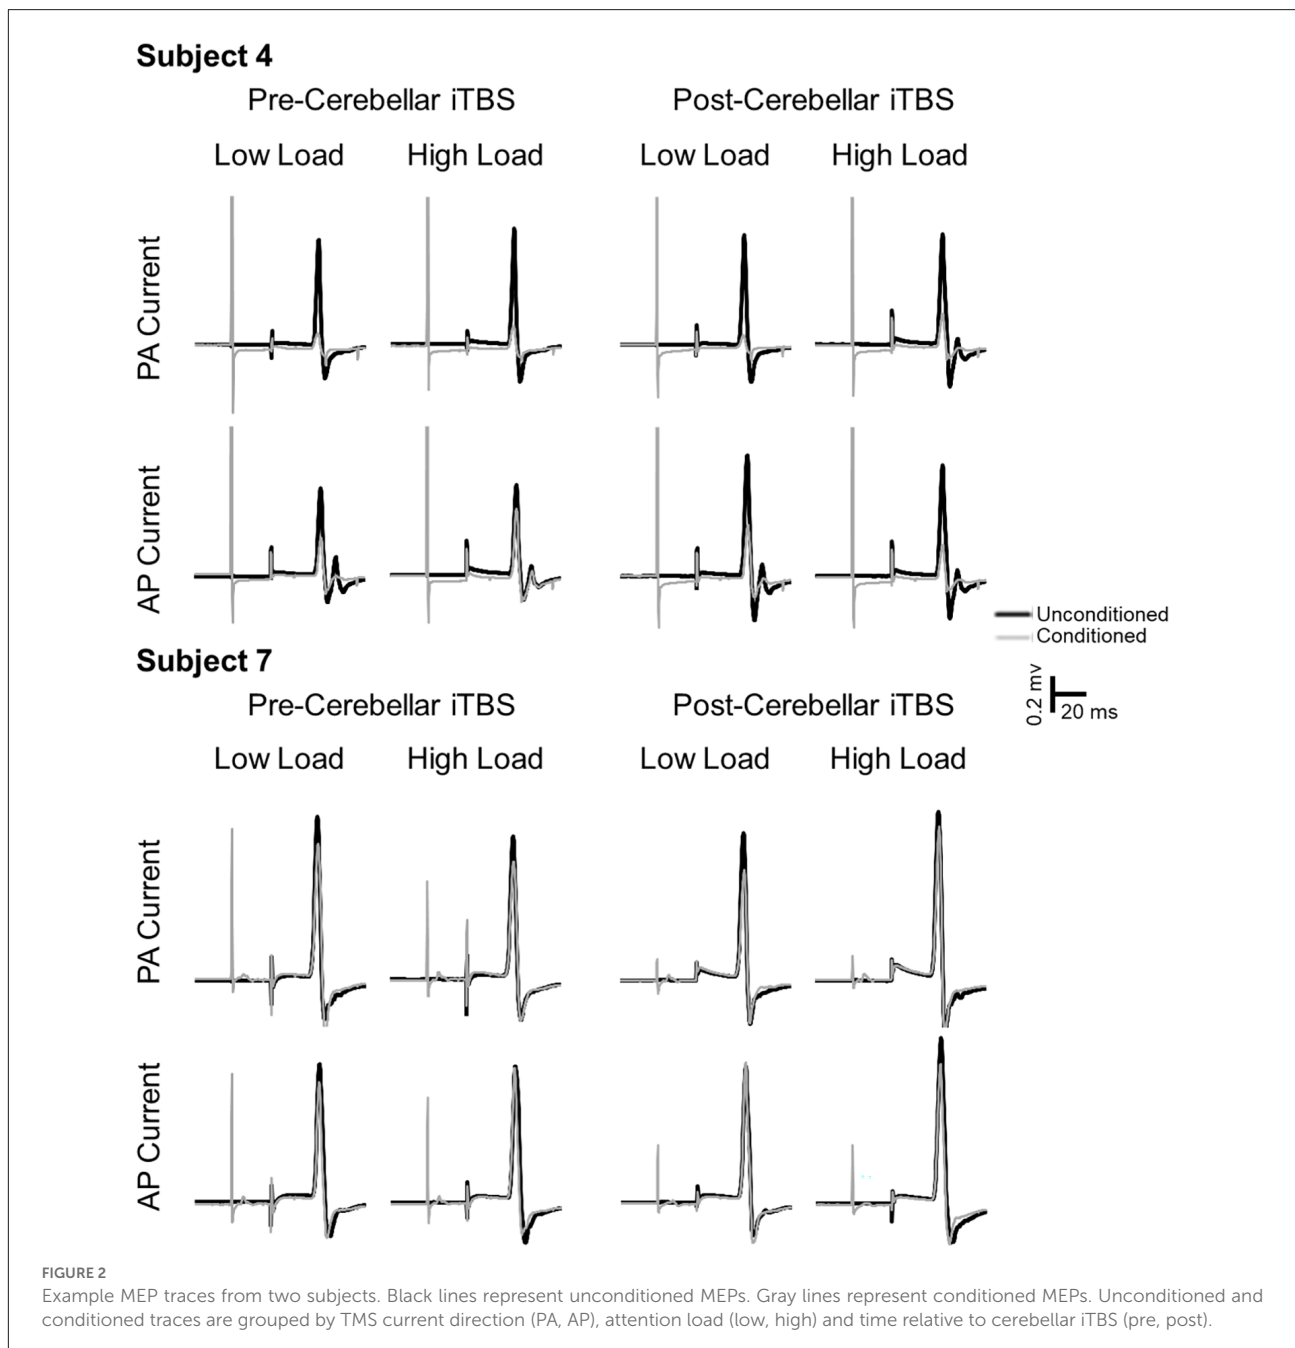 Subject 4
Pre-Cerebellar iTBS Post-Cerebellar iTBS
Low Load High Load Low Load High Load
PA Current
AP Current
Unconditioned
Conditioned
0.2 mv
20 ms
Subject 7
Pre-Cerebellar iTBS Post-Cerebellar iTBS
Low Load High Load Low Load High Load
PA Current
AP Current
FIGURE 2
Example MEP traces from two subjects. Black lines represent unconditioned MEPs. Gray lines represent conditioned MEPs. Unconditioned and
conditioned traces are grouped by TMS current direction (PA, AP), attention load (low, high) and time relative to cerebellar iTBS (pre, post).